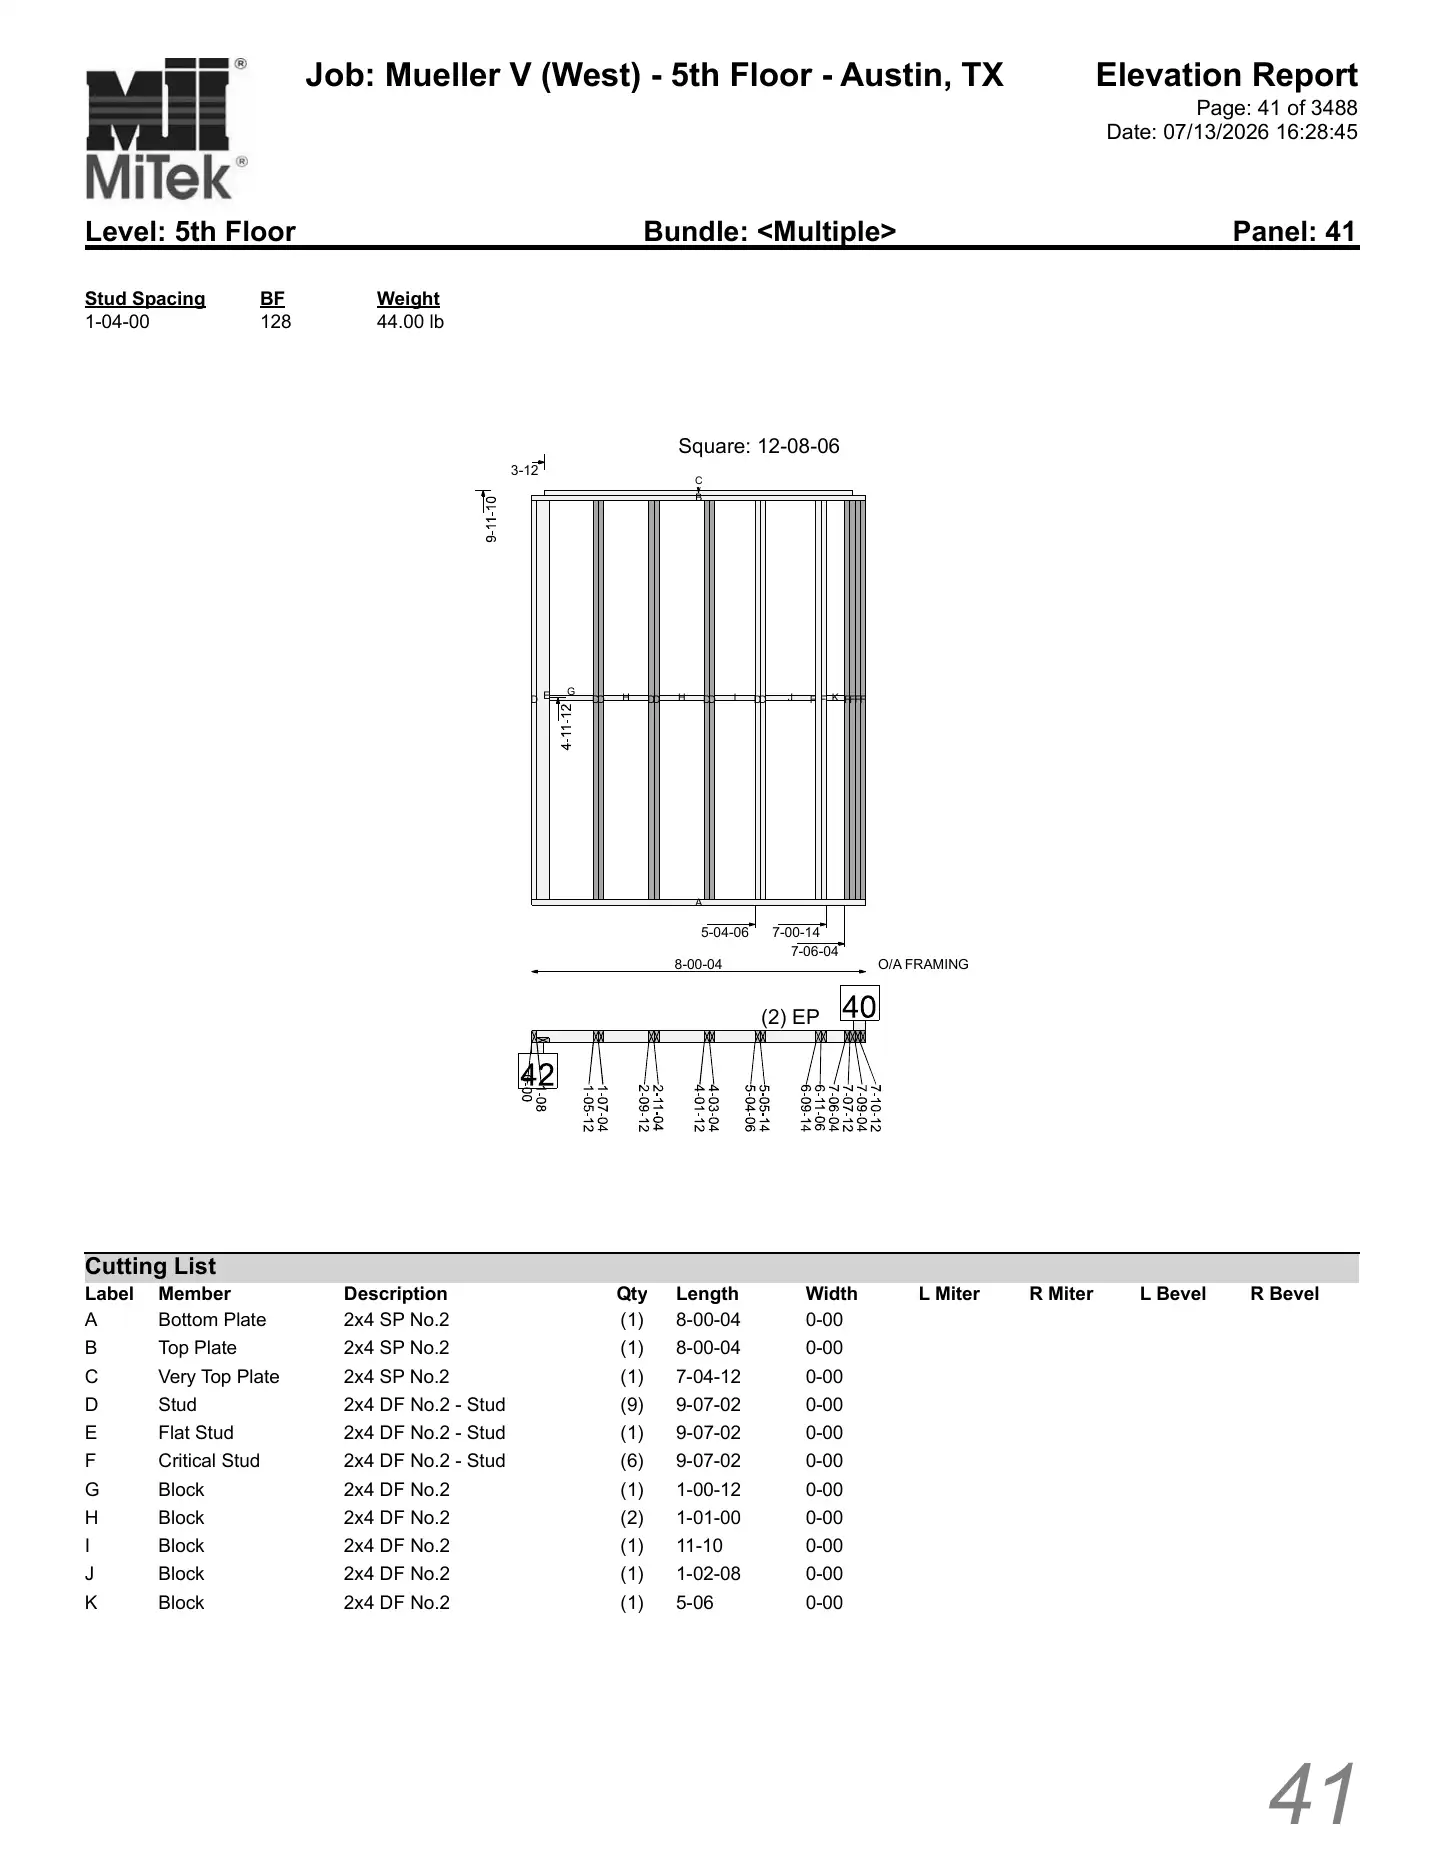 MiTek®
Job: Mueller V (West) - 5th Floor - Austin, TX
Elevation Report
Page: 41 of 3488
Date: 07/13/2026 16:28:45
Level: 5th Floor Bundle: <Multiple> Panel: 41
Stud Spacing BF Weight
1-04-00 128 44.00 lb
Square: 12-08-06
3-12
C
B
9-11-10
D E G D D H D D H D D I D D J F F K F F F F
4-11-12
A
5-04-06 7-00-14
7-06-04
8-00-04 O/A FRAMING
(2) EP 40
42
1-08 1-05-12 1-07-04 2-09-12 2-11-04 4-01-12 4-03-04 5-04-06 5-05-14 6-09-14 6-11-06 7-06-04 7-07-12 7-09-04 7-10-12
Cutting List
Label Member Description Qty Length Width L Miter R Miter L Bevel R Bevel
A Bottom Plate 2x4 SP No.2 (1) 8-00-04 0-00
B Top Plate 2x4 SP No.2 (1) 8-00-04 0-00
C Very Top Plate 2x4 SP No.2 (1) 7-04-12 0-00
D Stud 2x4 DF No.2 - Stud (9) 9-07-02 0-00
E Flat Stud 2x4 DF No.2 - Stud (1) 9-07-02 0-00
F Critical Stud 2x4 DF No.2 - Stud (6) 9-07-02 0-00
G Block 2x4 DF No.2 (1) 1-00-12 0-00
H Block 2x4 DF No.2 (2) 1-01-00 0-00
I Block 2x4 DF No.2 (1) 11-10 0-00
J Block 2x4 DF No.2 (1) 1-02-08 0-00
K Block 2x4 DF No.2 (1) 5-06 0-00
41